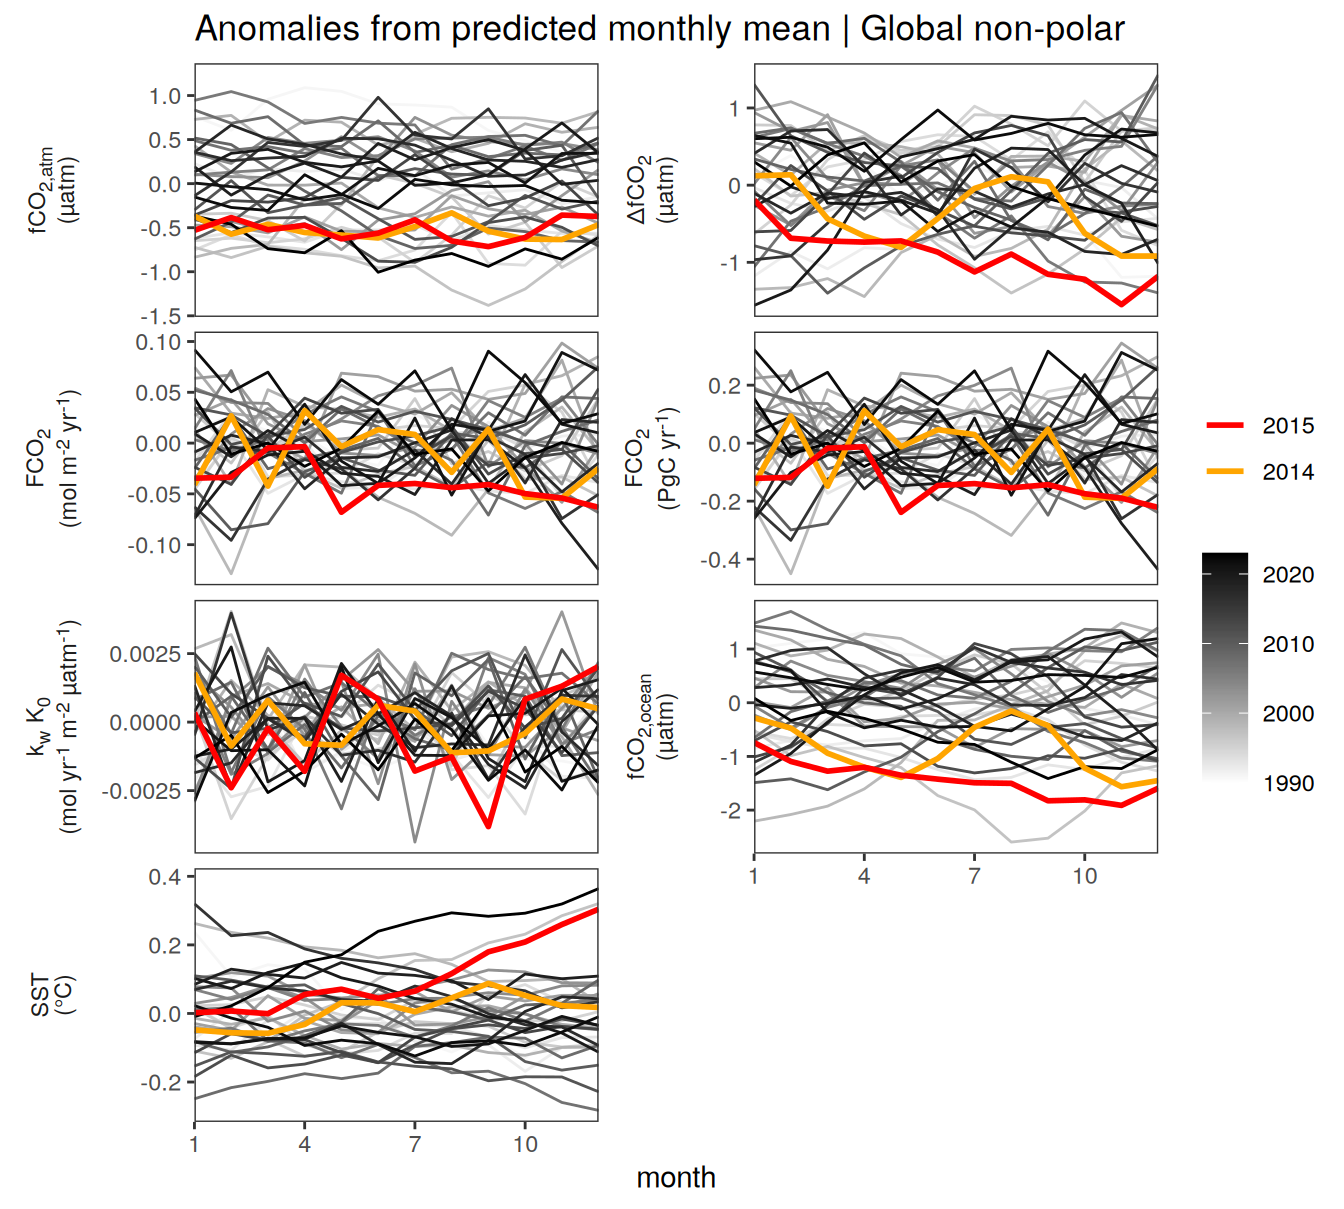 Anomalies from predicted monthly mean | Global non-polar
fCO2,atm
(µatm)
1.0
0.5
0.0
-0.5
-1.0
-1.5
ΔfCO2
(µatm)
1
0
-1
FCO2
(mol m-2 yr-1)
0.10
0.05
0.00
-0.05
-0.10
FCO2
(PgC yr-1)
0.2
0.0
-0.2
-0.4
kw K0
(mol yr-1 m-2 µatm-1)
0.0025
0.0000
-0.0025
fCO2,ocean
(µatm)
1
0
-1
-2
1 4 7 10
SST
(°C)
0.4
0.2
0.0
-0.2
1 4 7 10
month
2015
2014
2020
2010
2000
1990